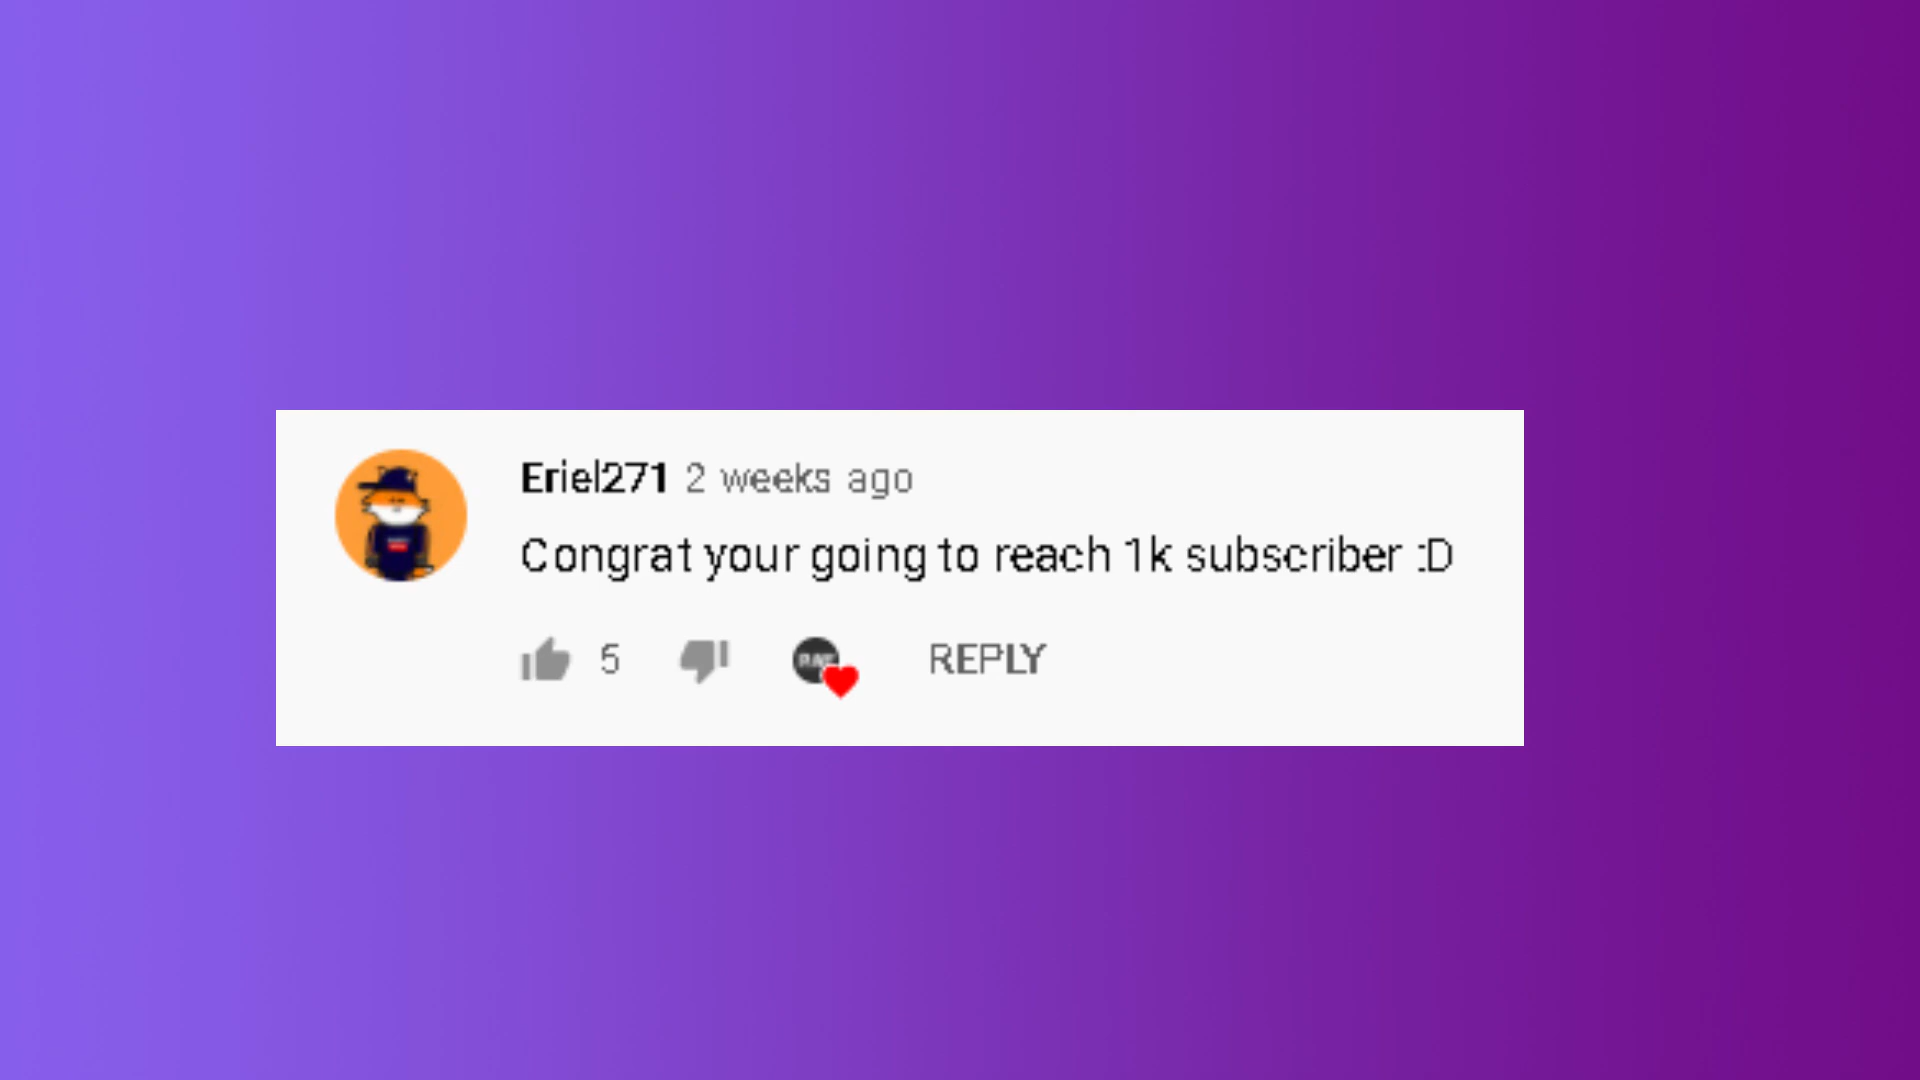 Eriel271 2 weeks ago
Congrat your going to reach 1k subscriber :D
5 REPLY